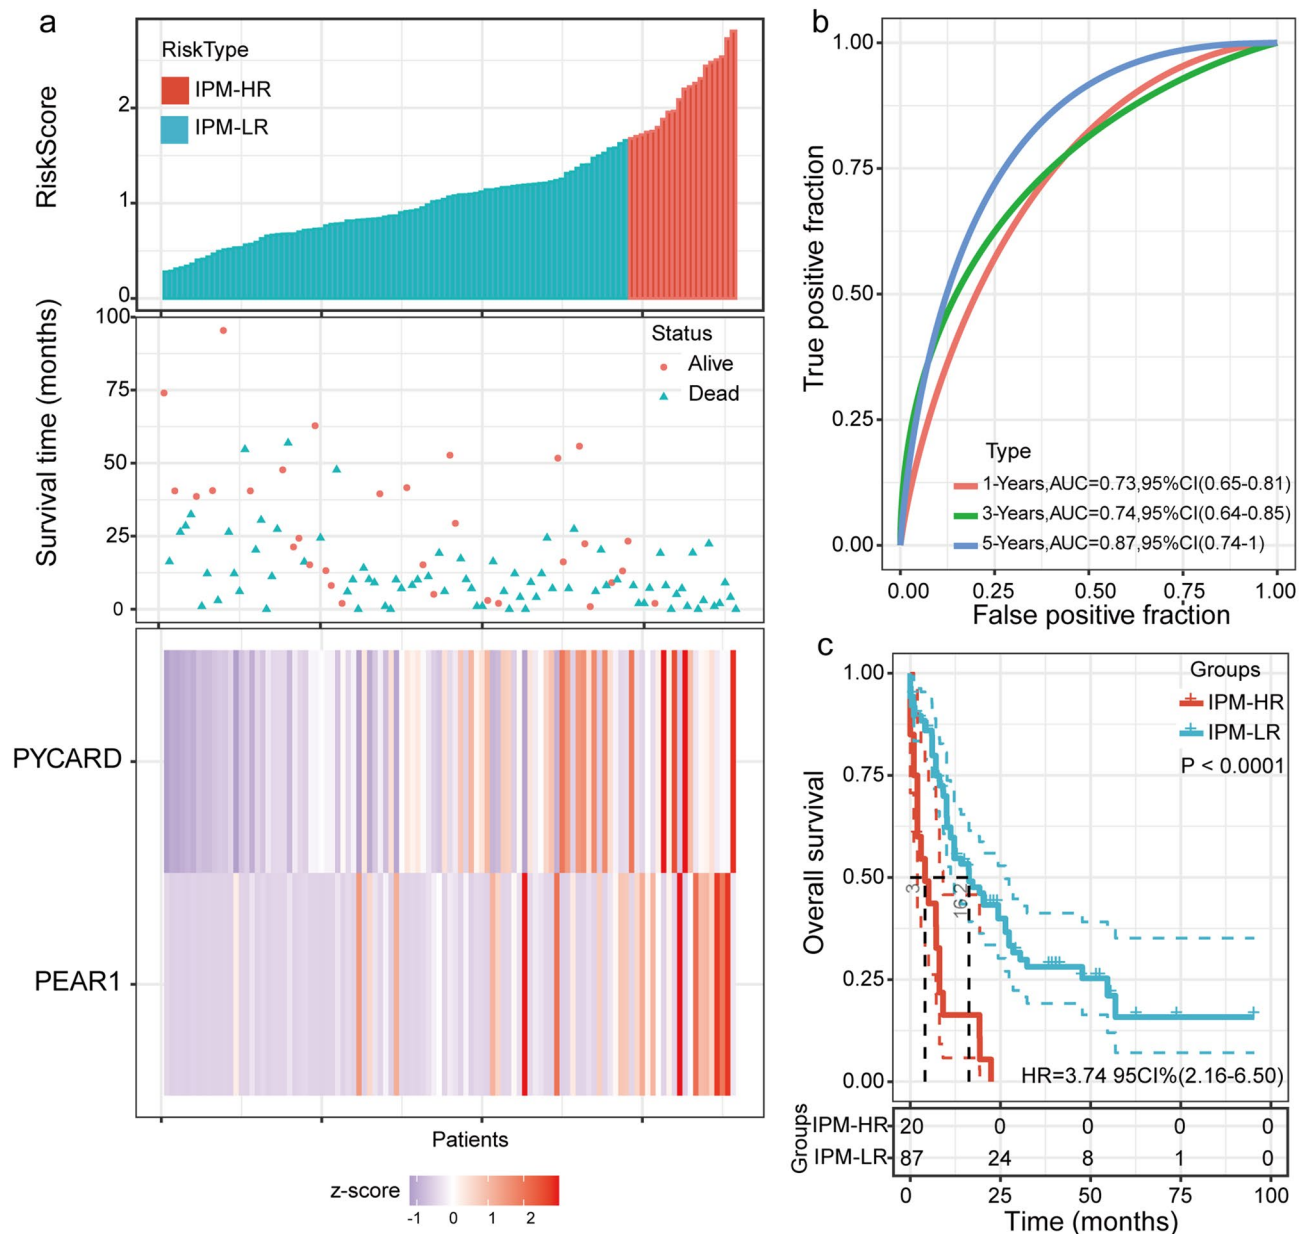 a
RiskScore
RiskType
IPM-HR
IPM-LR
2
1
0
Survival time (months)
100
75
50
25
0
Status
Alive
Dead
PYCARD
PEAR1
Patients
z-score
-1 0 1 2
b
True positive fraction
1.00
0.75
0.50
0.25
0.00
Type
1-Years,AUC=0.73,95%CI(0.65-0.81)
3-Years,AUC=0.74,95%CI(0.64-0.85)
5-Years,AUC=0.87,95%CI(0.74-1)
0.00 0.25 0.50 0.75 1.00
False positive fraction
c
Overall survival
1.00
0.75
0.50
0.25
0.00
Groups
IPM-HR
IPM-LR
P < 0.0001
3
16.2
HR=3.74 95CI%(2.16-6.50)
Groups
IPM-HR 20 0 0 0 0
IPM-LR 87 24 8 1 0
0 25 50 75 100
Time (months)